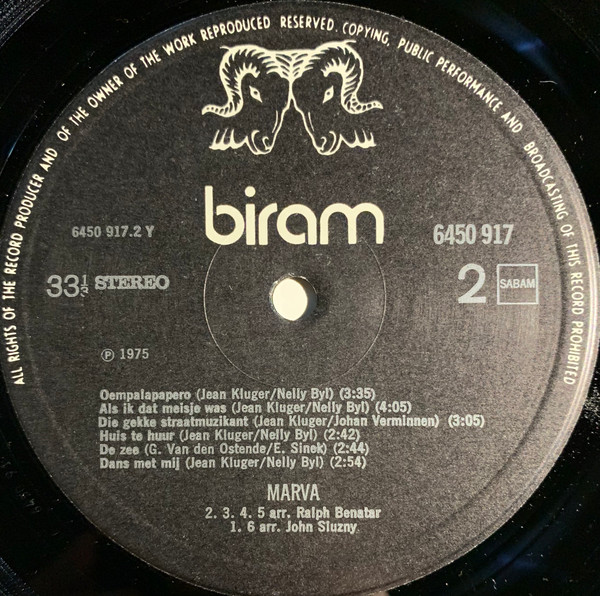 ALL RIGHTS OF THE RECORD PRODUCER AND OF THE OWNER OF THE WORK REPRODUCED RESERVED. COPYING, PUBLIC PERFORMANCE AND BROADCASTING OF THIS RECORD PROHIBITED
biram
6450 917.2 Y
6450 917
33 1/3 STEREO
2 SABAM
℗ 1975
Oempalapapero (Jean Kluger/Nelly Byl) (3:35)
Als ik dat meisje was (Jean Kluger/Nelly Byl) (4:05)
Die gekke straatmuzikant (Jean Kluger/Johan Verminnen) (3:05)
Huis te huur (Jean Kluger/Nelly Byl) (2:42)
De zee (G. Van den Ostende/E. Sinek) (2:44)
Dans met mij (Jean Kluger/Nelly Byl) (2:54)
MARVA
2. 3. 4. 5 arr. Ralph Benatar
1. 6 arr. John Sluzny